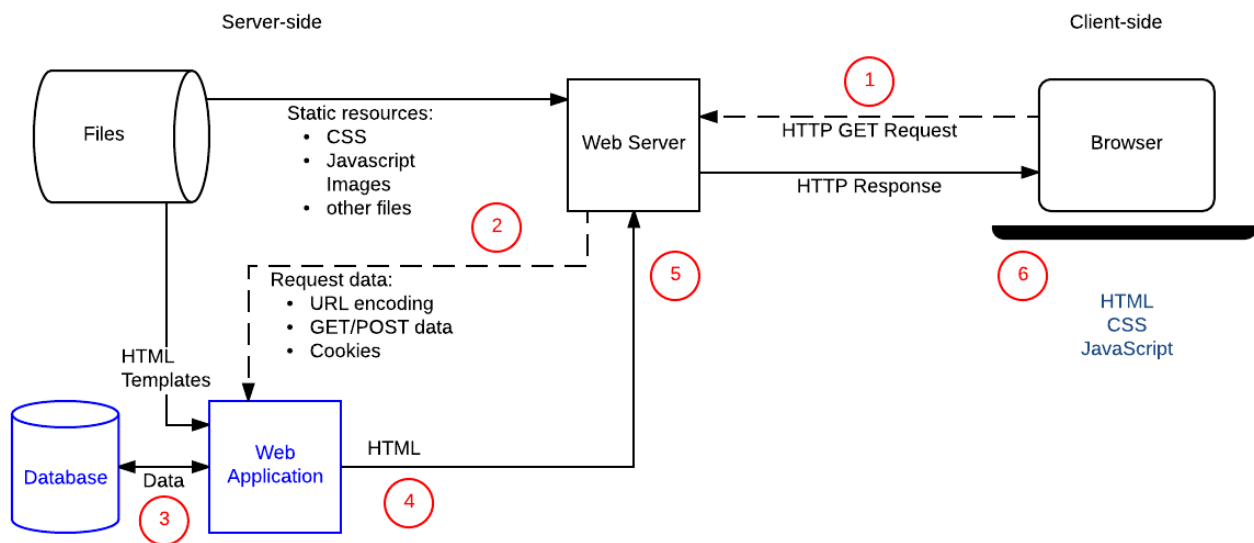 Server-side
Client-side
1
Files
Static resources:
• CSS
• Javascript
Images
• other files
Web Server
HTTP GET Request
HTTP Response
Browser
2
5
6
Request data:
• URL encoding
• GET/POST data
• Cookies
HTML
CSS
JavaScript
HTML
Templates
Database
Data
3
Web
Application
HTML
4